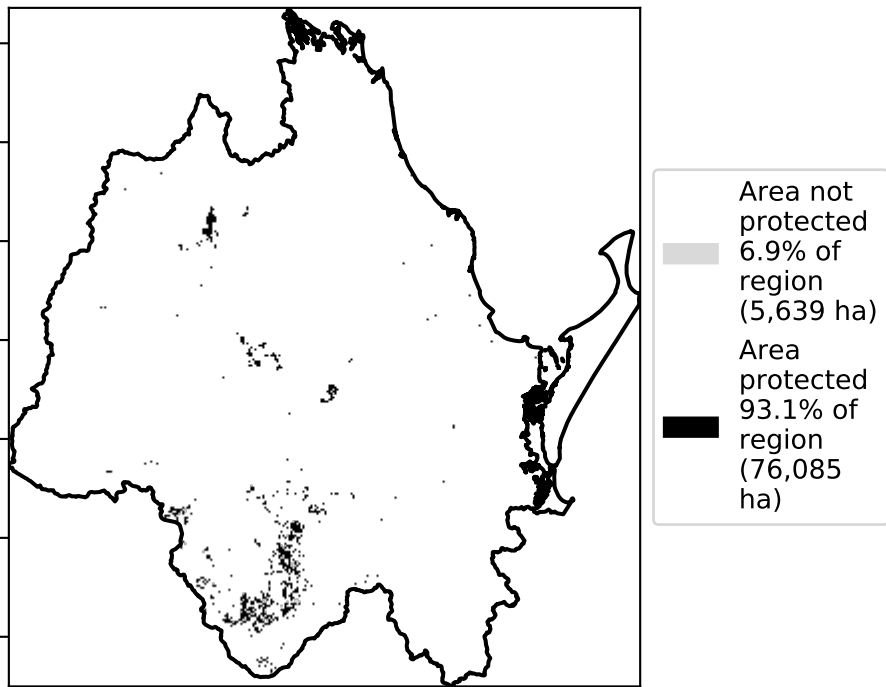 Area not
protected
6.9% of
region
(5,639 ha)
Area
protected
93.1% of
region
(76,085
ha)